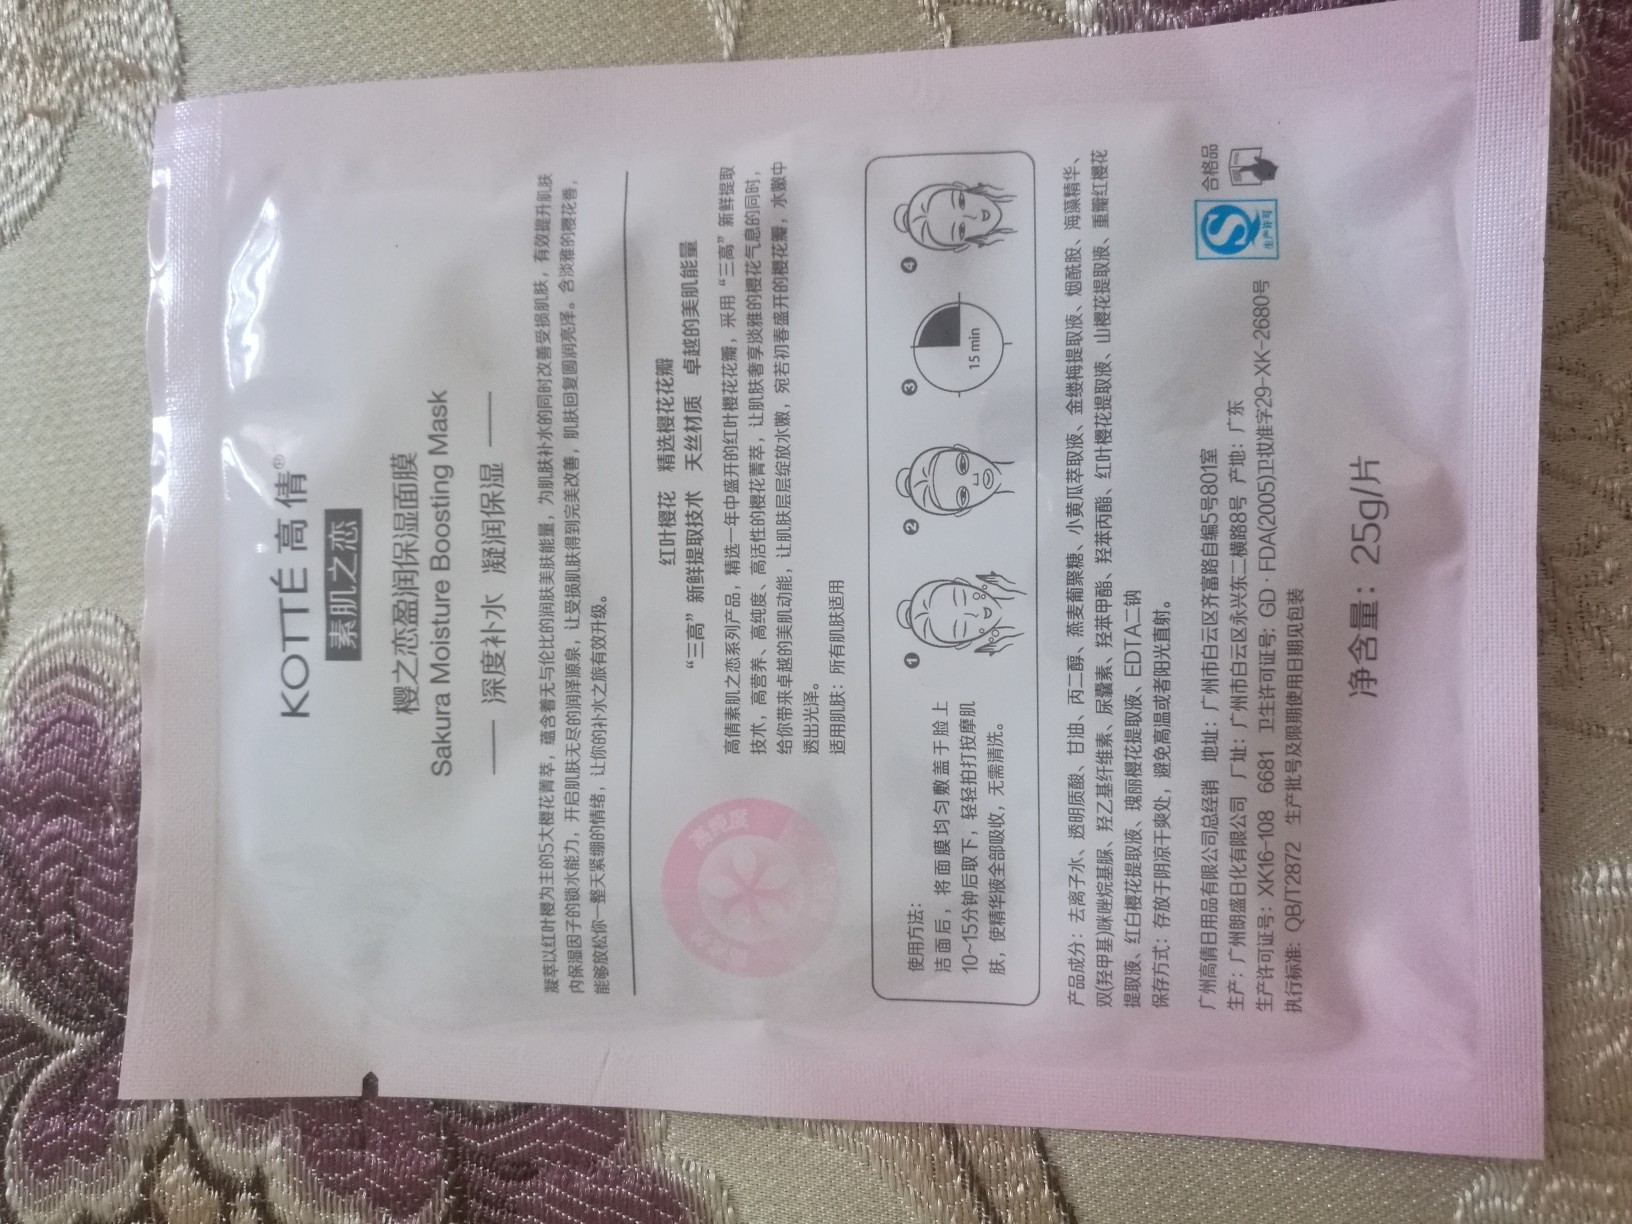 KOTTÉ 高倩®
素肌之恋
樱之恋盈润保湿面膜
Sakura Moisture Boosting Mask
深度补水 凝润保湿
凝萃以红叶樱为主的5大樱花菁萃，蕴含着无与伦比的润肤美肤能量，为肌肤补水的同时改善受损肌肤，有效提升肌肤
内保湿因子的锁水能力，开启肌肤无尽的润泽源泉，让受损肌肤得到完美改善，肌肤回复圆润亮泽。含淡雅的樱花香，
能够放松你一整天紧绷的情绪，让你的补水之旅有效升级。
红叶樱花 精选樱花花瓣
“三高”新鲜提取技术 天丝材质 卓越的美肌能量
高倩素肌之恋系列产品，精选一年中盛开的红叶樱花花瓣，采用“三高”新鲜提取
技术，高营养、高纯度、高活性的樱花菁萃，让肌肤奢享淡雅的樱花气息的同时，
给你带来卓越的美肌动能，让肌肤层层绽放水嫩，宛若初春盛开的樱花瓣，水嫩中
透出光泽。
适用肌肤：所有肌肤适用
高纯度
使用方法：
洁面后，将面膜均匀敷盖于脸上
10~15分钟后取下，轻轻拍打按摩肌
肤，使精华液全部吸收，无需清洗。
1
2
3
15 min
4
产品成分：去离子水、透明质酸、甘油、丙二醇、燕麦葡聚糖、小黄瓜萃取液、金缕梅提取液、烟酰胺、海藻精华、
双(羟甲基)咪唑烷基脲、羟乙基纤维素、尿囊素、羟苯甲酯、羟苯丙酯、红叶樱花提取液、山樱花提取液、重瓣红樱花
提取液、红白樱花提取液、瑰丽樱花提取液、EDTA二钠
保存方式：存放于阴凉干爽处，避免高温或者阳光直射。
广州高倩日用品有限公司总经销 地址：广州市白云区齐富路自编5号801室
生产：广州朗盛日化有限公司 厂址：广州市白云区永兴东二横路8号 产地：广东
生产许可证号：XK16-108 6681 卫生许可证号：GD·FDA(2005)卫妆准字29-XK-2680号
执行标准：QB/T2872 生产批号及限期使用日期见包装
生产许可
合格品
净含量：25g/片